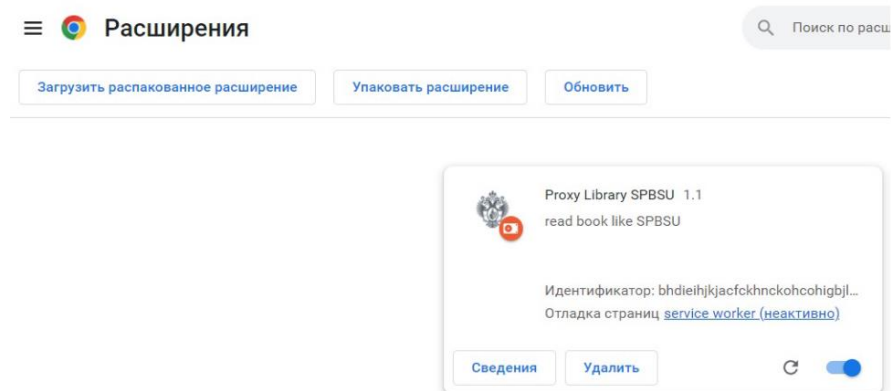 Расширения
Поиск по расш
Загрузить распакованное расширение
Упаковать расширение
Обновить
Proxy Library SPBSU 1.1
read book like SPBSU
Идентификатор: bhdieihjkjacfckhnckohcohigbjl...
Отладка страниц service worker (неактивно)
Сведения
Удалить